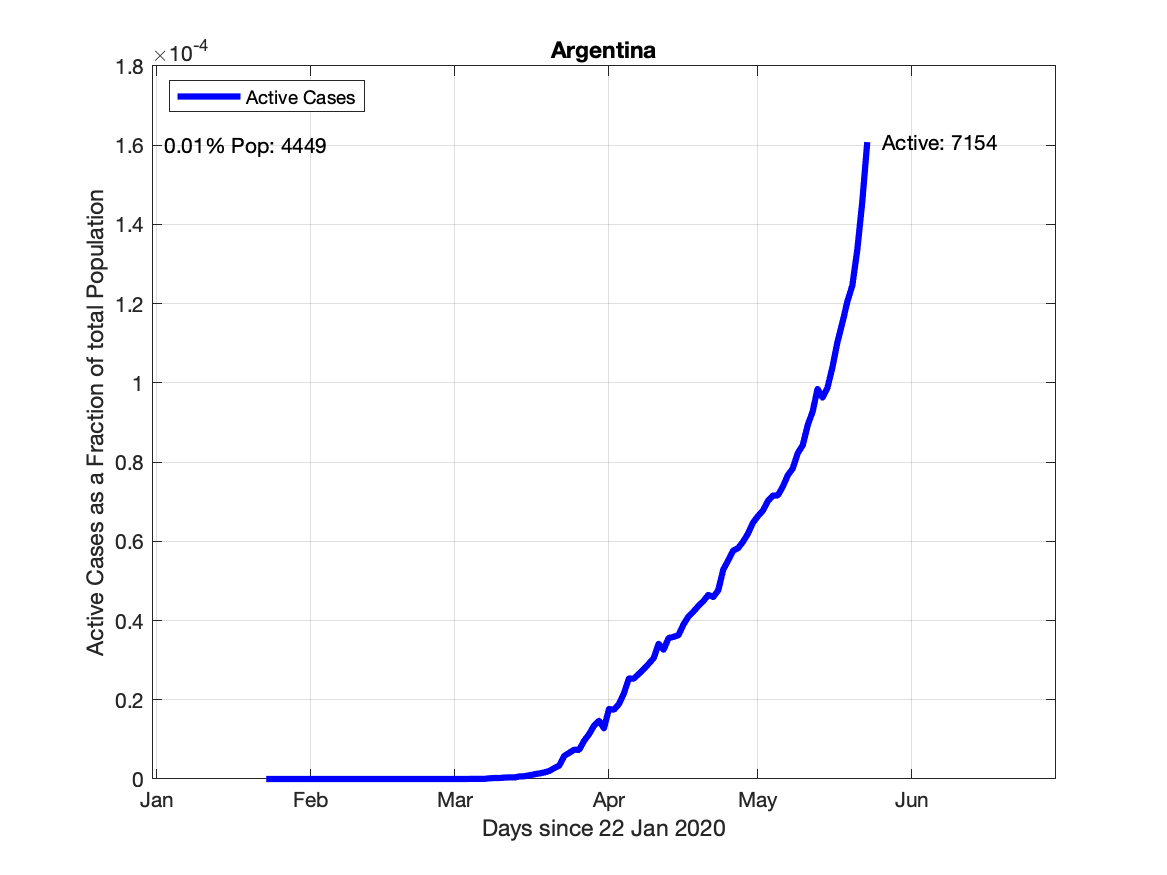 Argentina
×10-4
1.8
1.6
1.4
1.2
1
0.8
0.6
0.4
0.2
0
Active Cases
0.01% Pop: 4449
Active: 7154
Active Cases as a Fraction of total Population
Jan Feb Mar Apr May Jun
Days since 22 Jan 2020